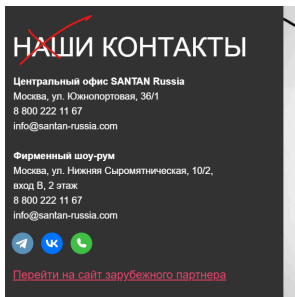 НАШИ КОНТАКТЫ
Центральный офис SANTAN Russia
Москва, ул. Южнопортовая, 36/1
8 800 222 11 67
info@santan-russia.com
Фирменный шоу-рум
Москва, ул. Нижняя Сыромятническая, 10/2,
вход В, 2 этаж
8 800 222 11 67
info@santan-russia.com
Перейти на сайт зарубежного партнера